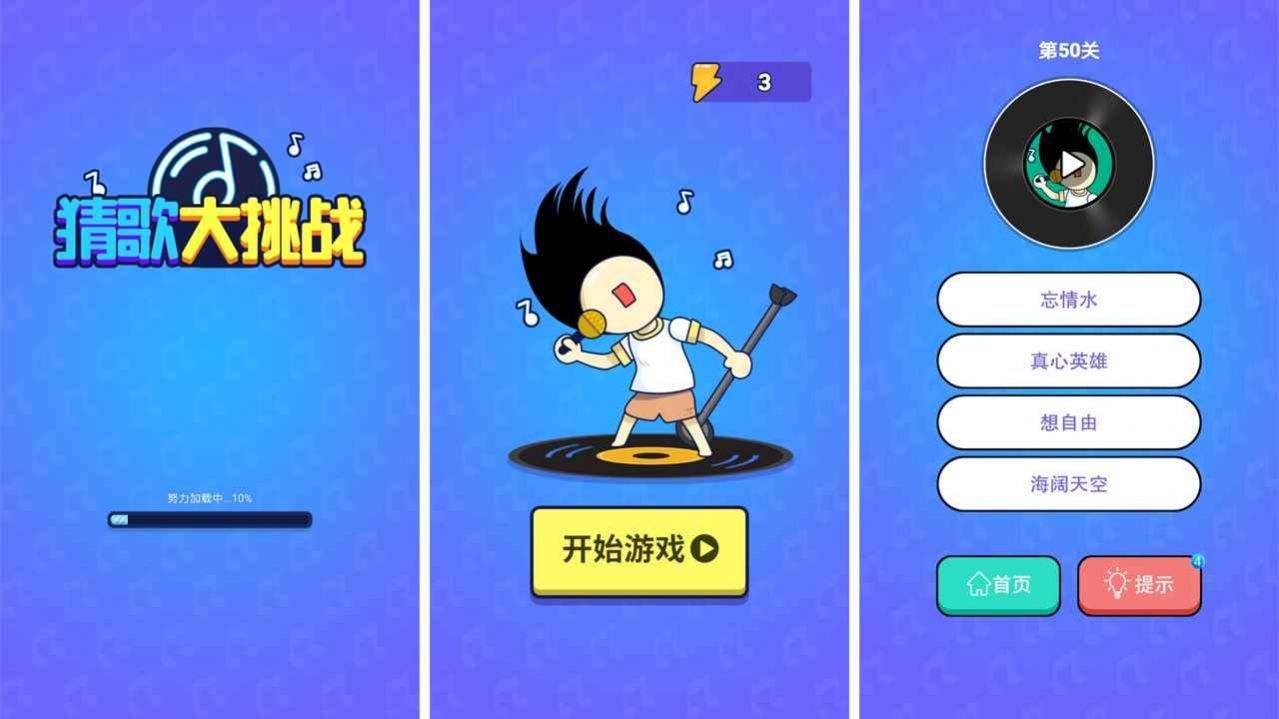 猜歌大挑战
努力加载中...10%
3
开始游戏
第50关
忘情水
真心英雄
想自由
海阔天空
首页
提示
4